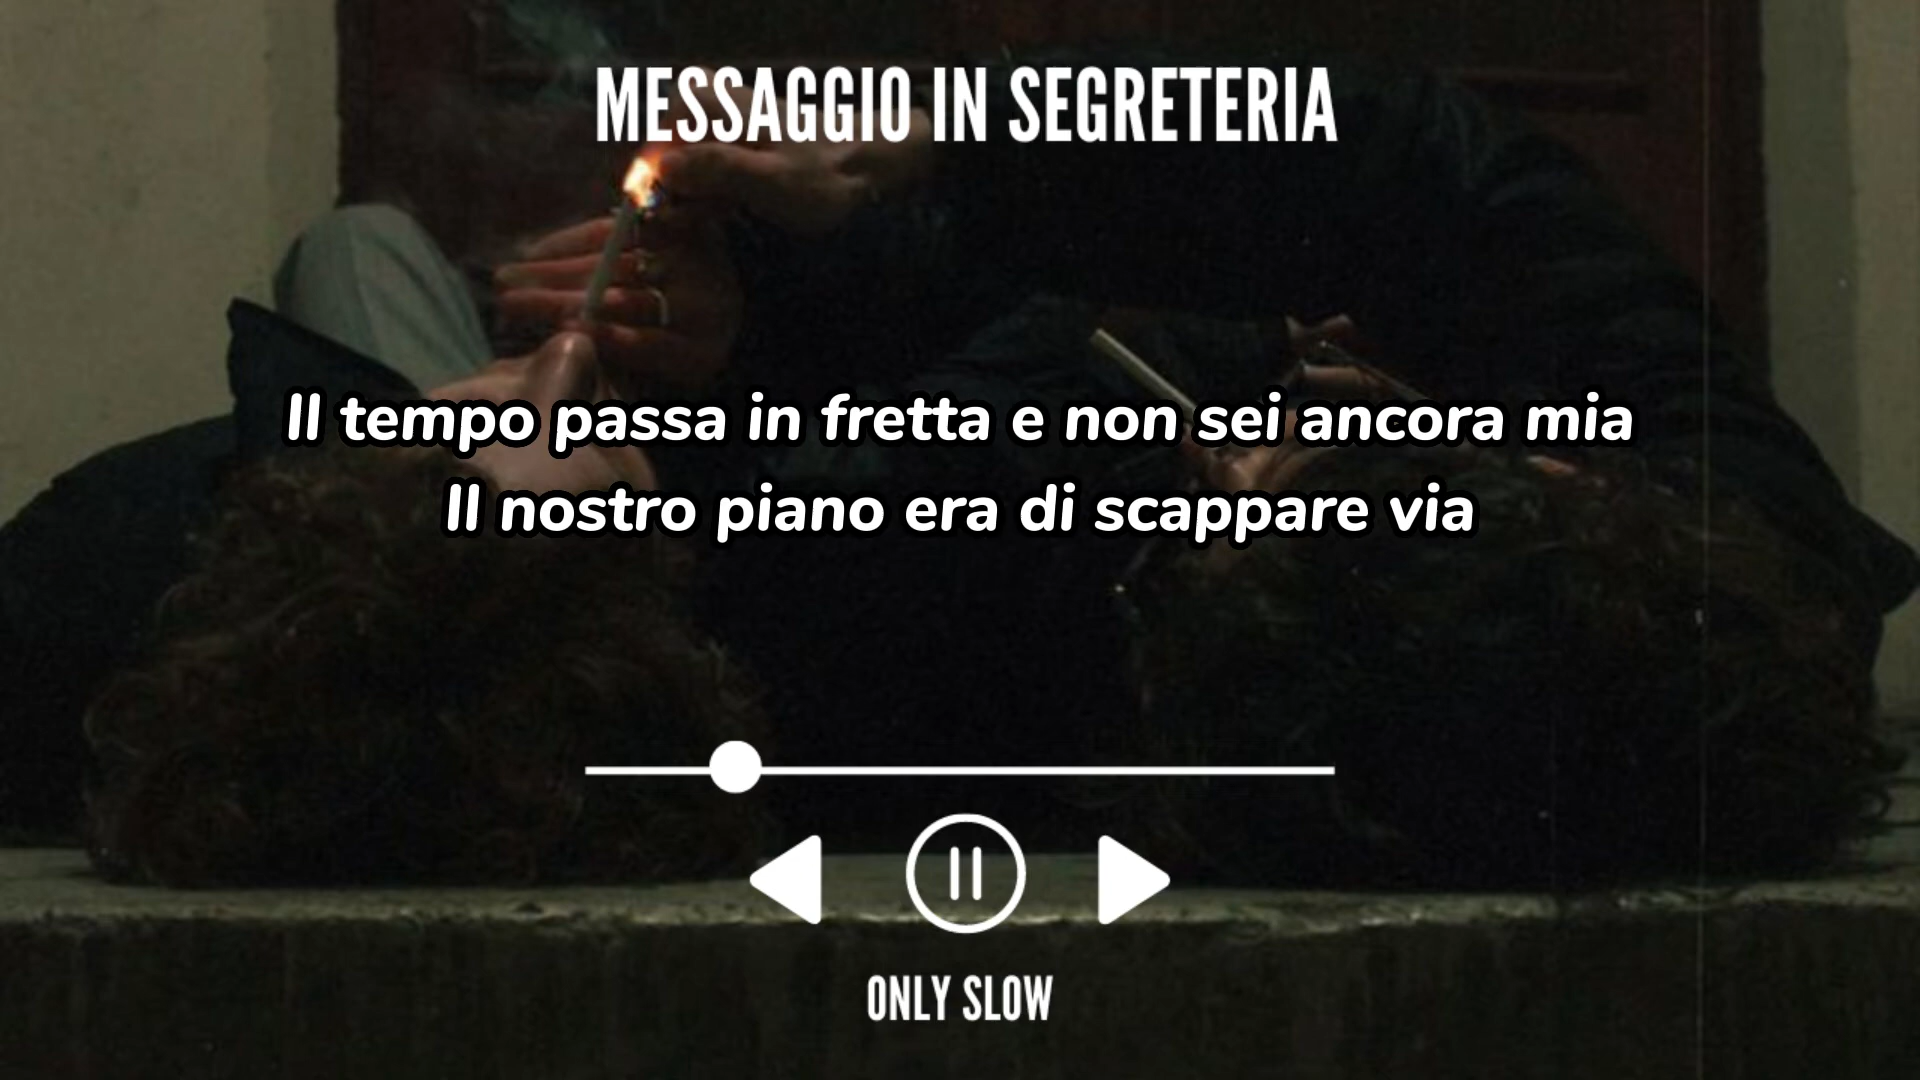 MESSAGGIO IN SEGRETERIA
Il tempo passa in fretta e non sei ancora mia
Il nostro piano era di scappare via
ONLY SLOW